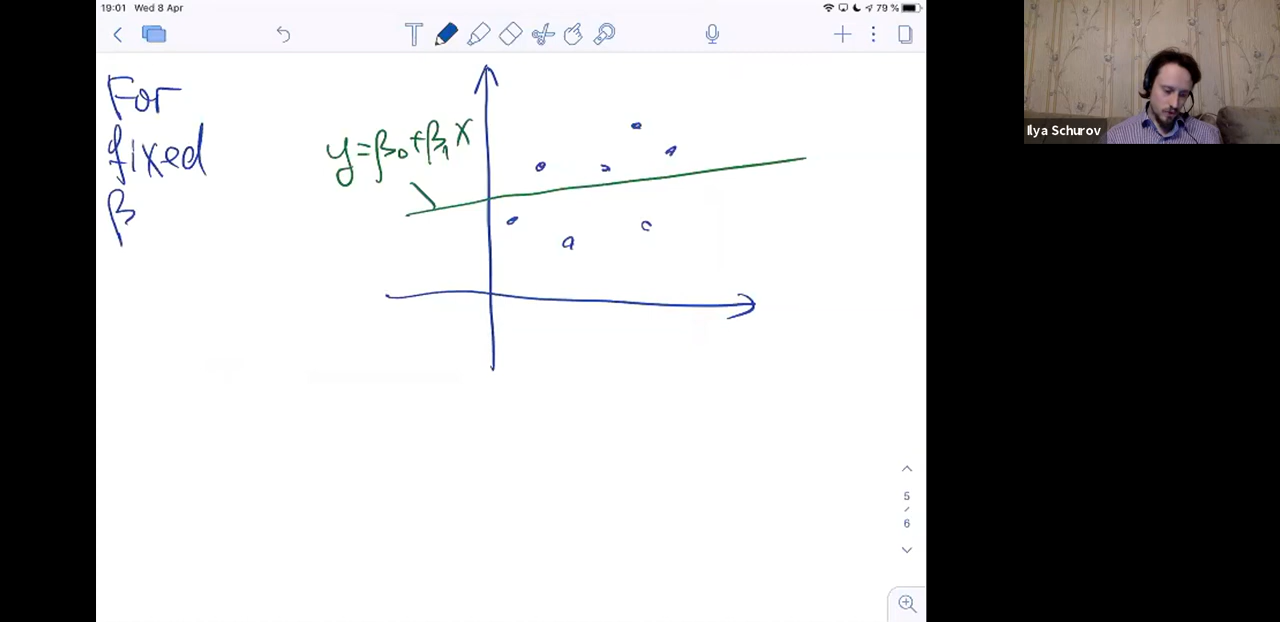 19:01 Wed 8 Apr
79 %
T
For
fixed
β
y=β₀+β₁x
Ilya Schurov
5
/
6